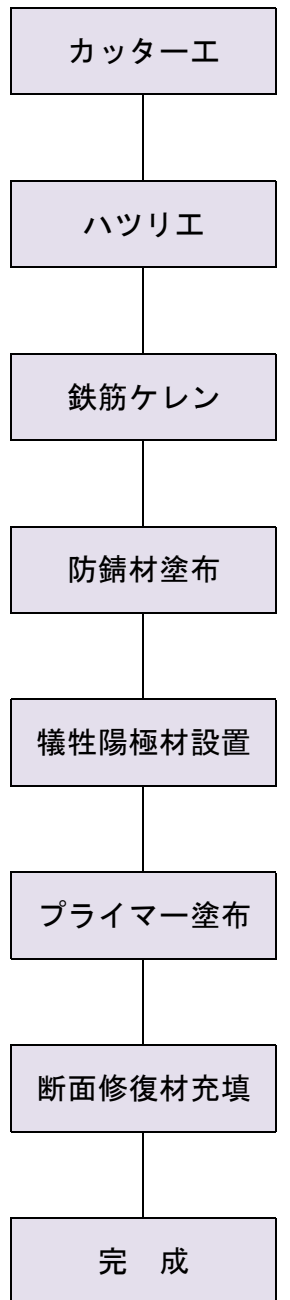 カッター工
ハツリ工
鉄筋ケレン
防錆材塗布
犠牲陽極材設置
プライマー塗布
断面修復材充填
完　成